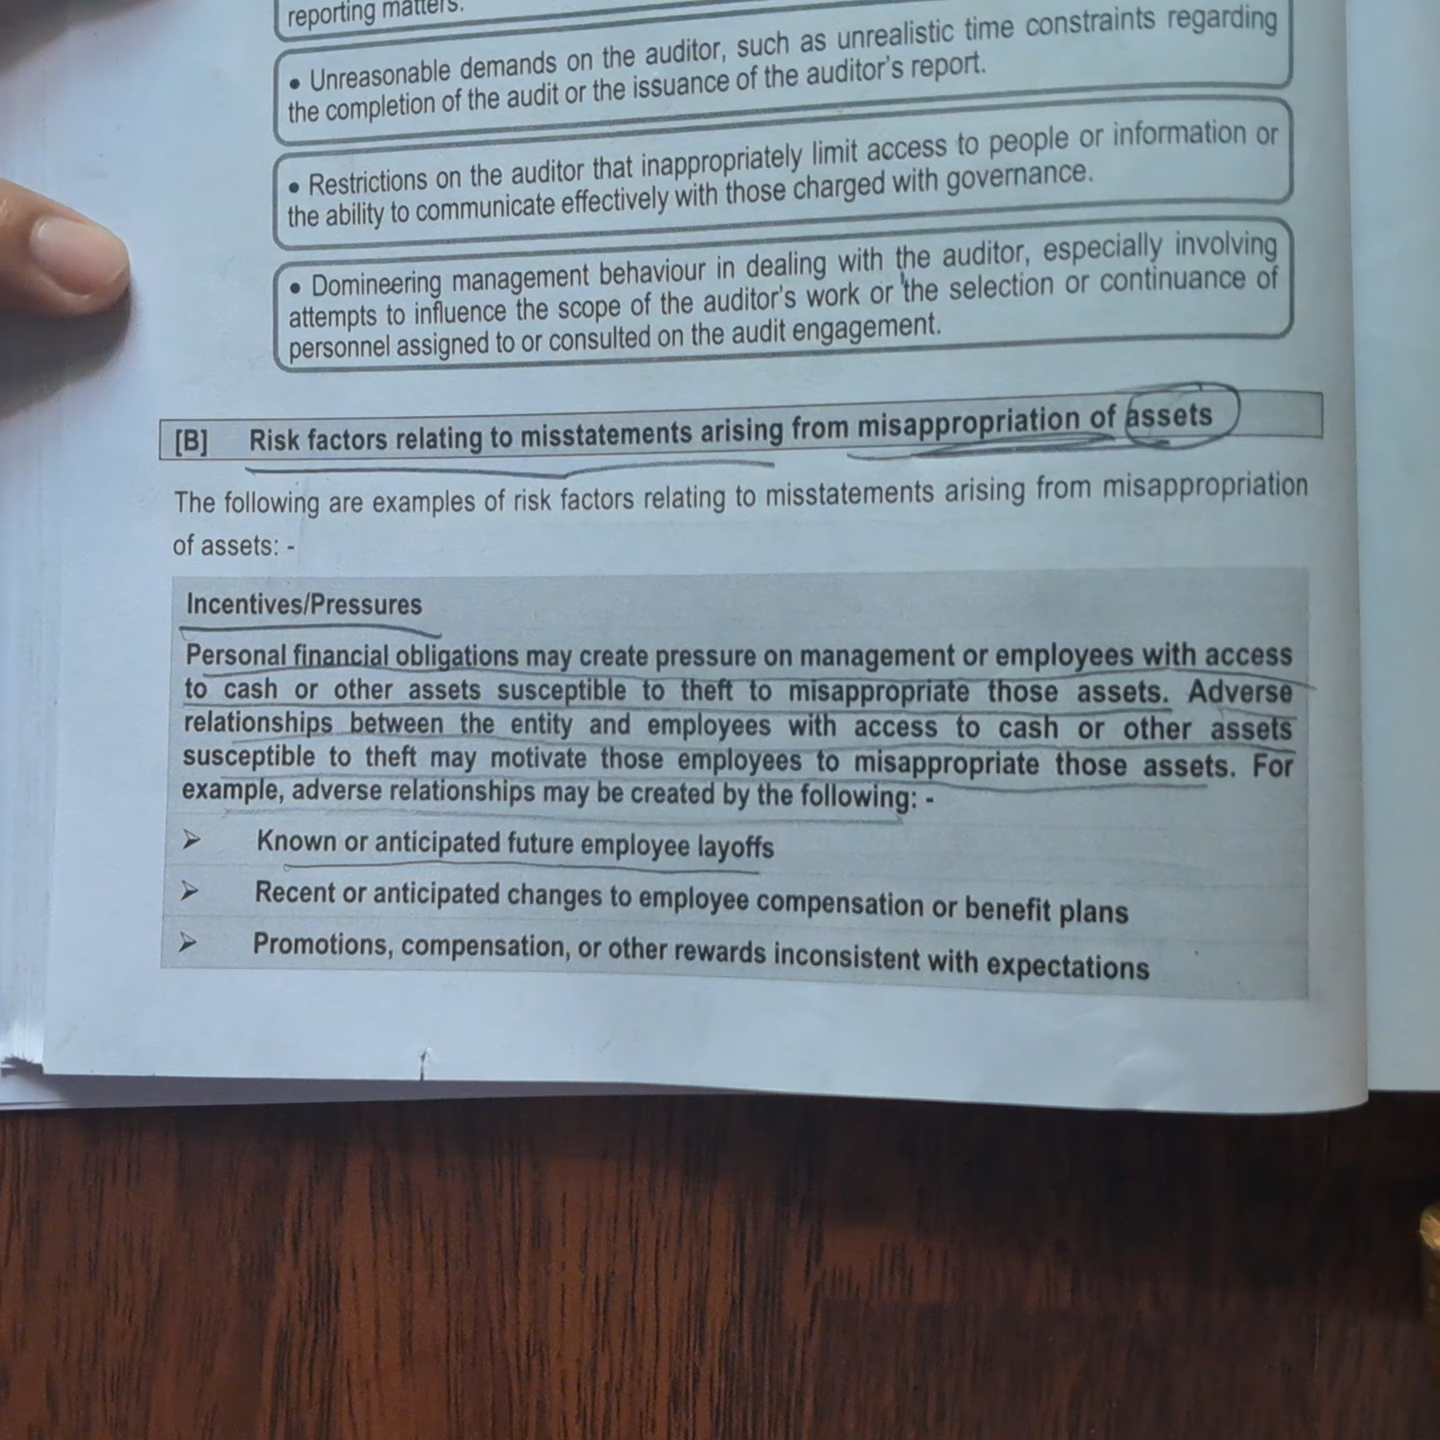 reporting matters.
• Unreasonable demands on the auditor, such as unrealistic time constraints regarding
the completion of the audit or the issuance of the auditor's report.
• Restrictions on the auditor that inappropriately limit access to people or information or
the ability to communicate effectively with those charged with governance.
• Domineering management behaviour in dealing with the auditor, especially involving
attempts to influence the scope of the auditor's work or the selection or continuance of
personnel assigned to or consulted on the audit engagement.
[B] Risk factors relating to misstatements arising from misappropriation of assets
The following are examples of risk factors relating to misstatements arising from misappropriation
of assets: -
Incentives/Pressures
Personal financial obligations may create pressure on management or employees with access
to cash or other assets susceptible to theft to misappropriate those assets. Adverse
relationships between the entity and employees with access to cash or other assets
susceptible to theft may motivate those employees to misappropriate those assets. For
example, adverse relationships may be created by the following: -
➢ Known or anticipated future employee layoffs
➢ Recent or anticipated changes to employee compensation or benefit plans
➢ Promotions, compensation, or other rewards inconsistent with expectations